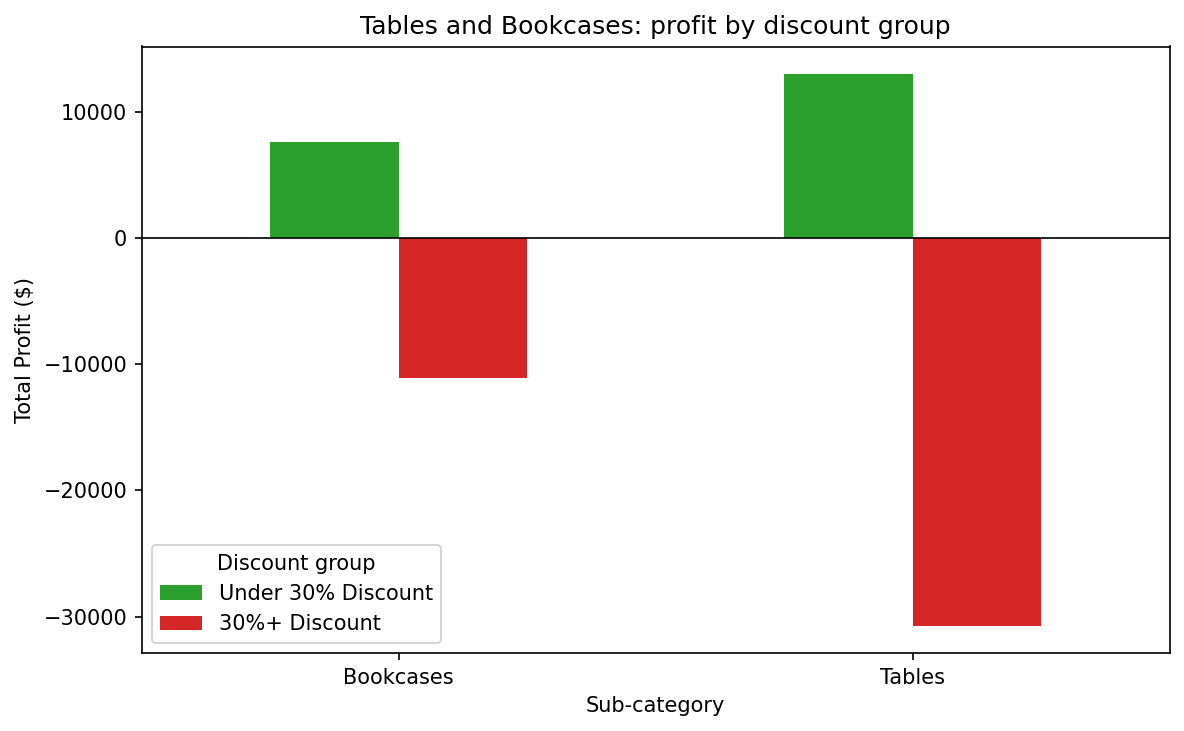 Tables and Bookcases: profit by discount group
10000
0
−10000
−20000
−30000
Total Profit ($)
Discount group
Under 30% Discount
30%+ Discount
Bookcases
Tables
Sub-category